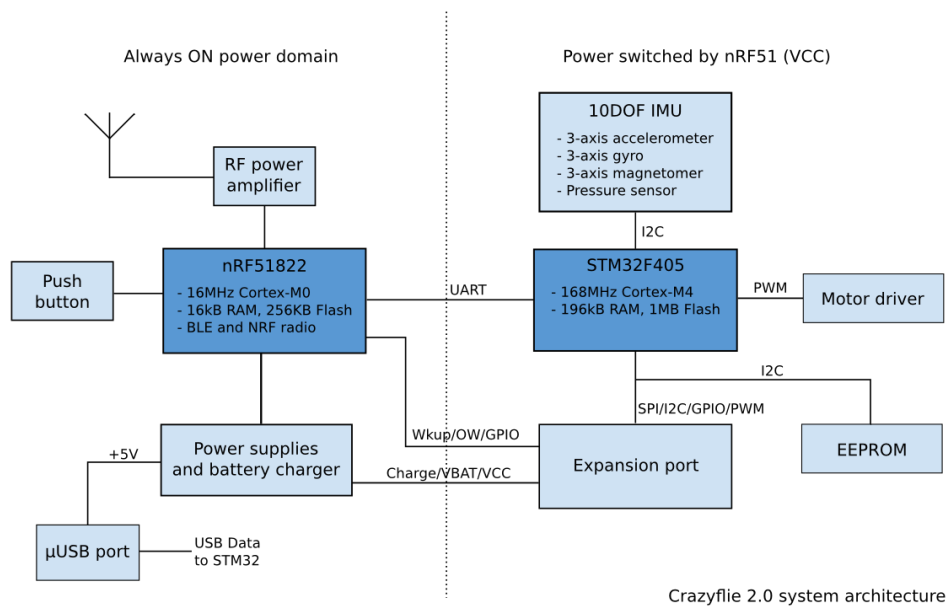 Always ON power domain
Power switched by nRF51 (VCC)
10DOF IMU
- 3-axis accelerometer
- 3-axis gyro
- 3-axis magnetomer
- Pressure sensor
RF power
amplifier
I2C
nRF51822
- 16MHz Cortex-M0
- 16kB RAM, 256KB Flash
- BLE and NRF radio
STM32F405
- 168MHz Cortex-M4
- 196kB RAM, 1MB Flash
Push
button
UART
PWM
Motor driver
I2C
SPI/I2C/GPIO/PWM
Wkup/OW/GPIO
Power supplies
and battery charger
+5V
Charge/VBAT/VCC
Expansion port
EEPROM
µUSB port
USB Data
to STM32
Crazyflie 2.0 system architecture